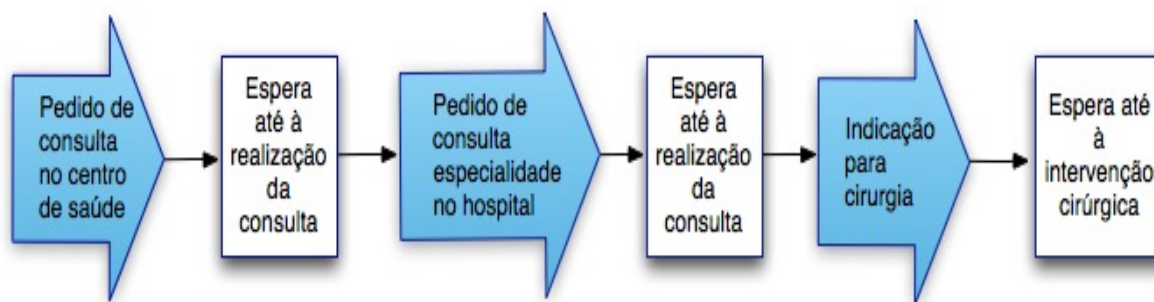 Pedido de
consulta
no centro
de saúde
Espera
até à
realização
da
consulta
Pedido de
consulta
especialidade
no hospital
Espera
até à
realização
da
consulta
Indicação
para
cirurgia
Espera até
à
intervenção
cirúrgica